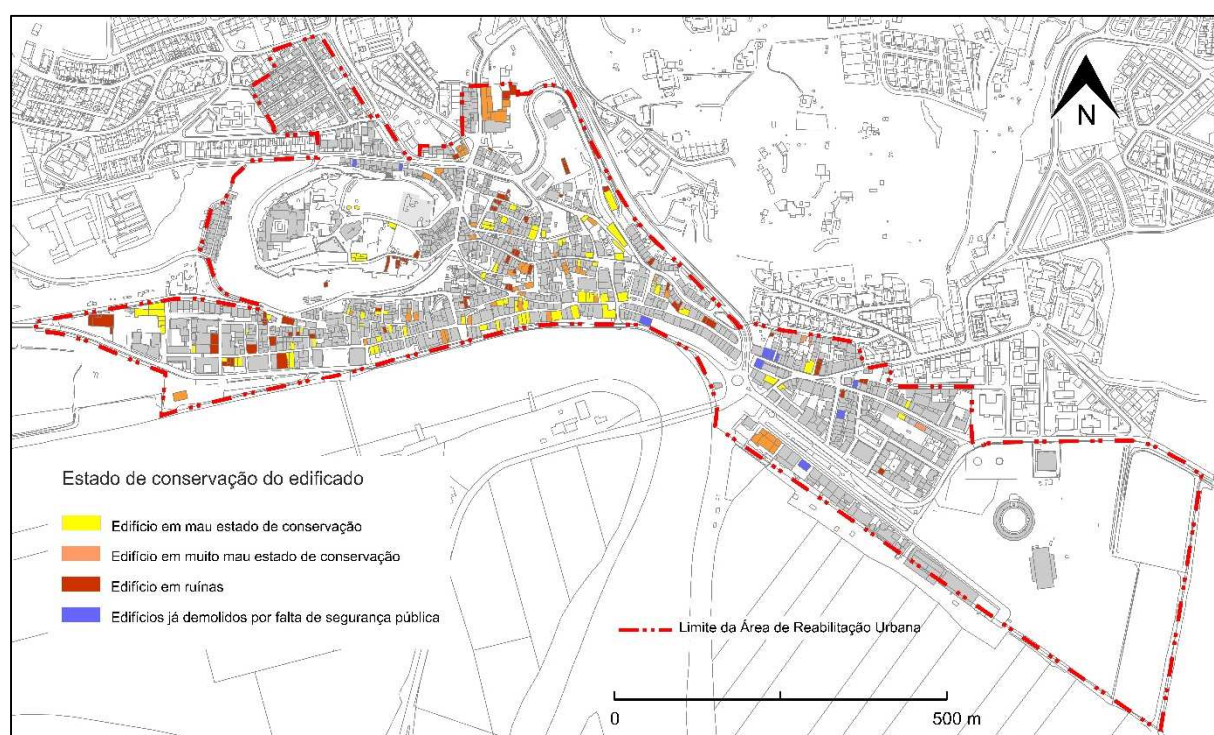 N
Estado de conservação do edificado
Edifício em mau estado de conservação
Edifício em muito mau estado de conservação
Edifício em ruínas
Edifícios já demolidos por falta de segurança pública
Limite da Área de Reabilitação Urbana
0 500 m